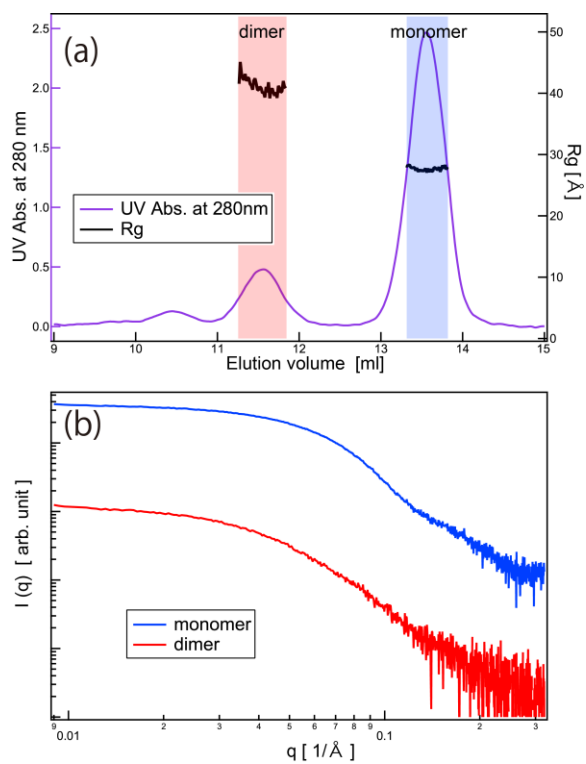 (a)
dimer
monomer
2.5
2.0
1.5
1.0
0.5
0.0
UV Abs. at 280 nm
50
40
30
20
10
0
Rg [Å]
UV Abs. at 280nm
Rg
9
10
11
12
13
14
15
Elution volume [ml]
(b)
I (q) [ arb. unit ]
monomer
dimer
9
0.01
2
3
4
5
6
7
8
9
0.1
2
3
q [ 1/Å ]